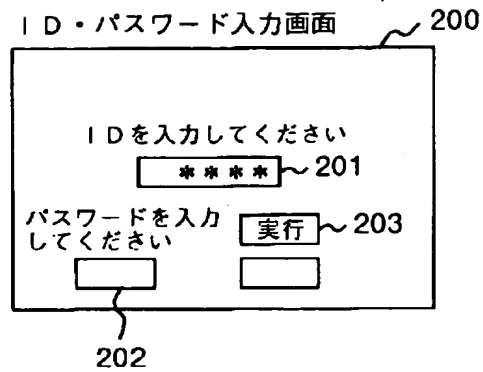 ID・パスワード入力画面
200
IDを入力してください
****
201
パスワードを入力
してください
実行
203
202